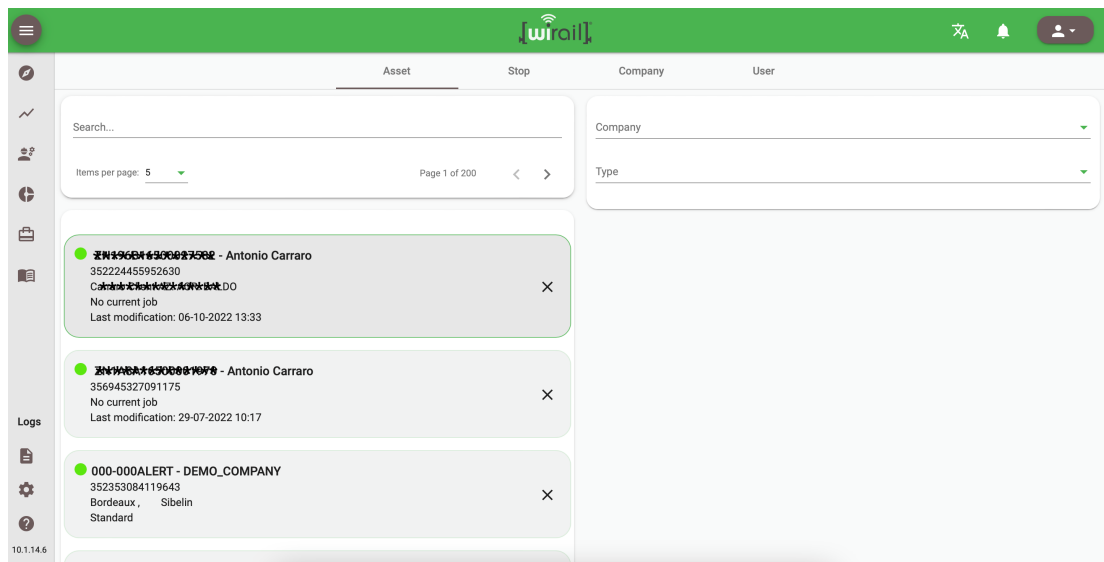 [wirail]
Asset Stop Company User
Search...
Company
Items per page: 5 Page 1 of 200
Type
- Antonio Carraro
352224455952630
LDO
No current job
Last modification: 06-10-2022 13:33
- Antonio Carraro
356945327091175
No current job
Last modification: 29-07-2022 10:17
Logs
000-000ALERT - DEMO_COMPANY
352353084119643
Bordeaux , Sibelin
Standard
10.1.14.6